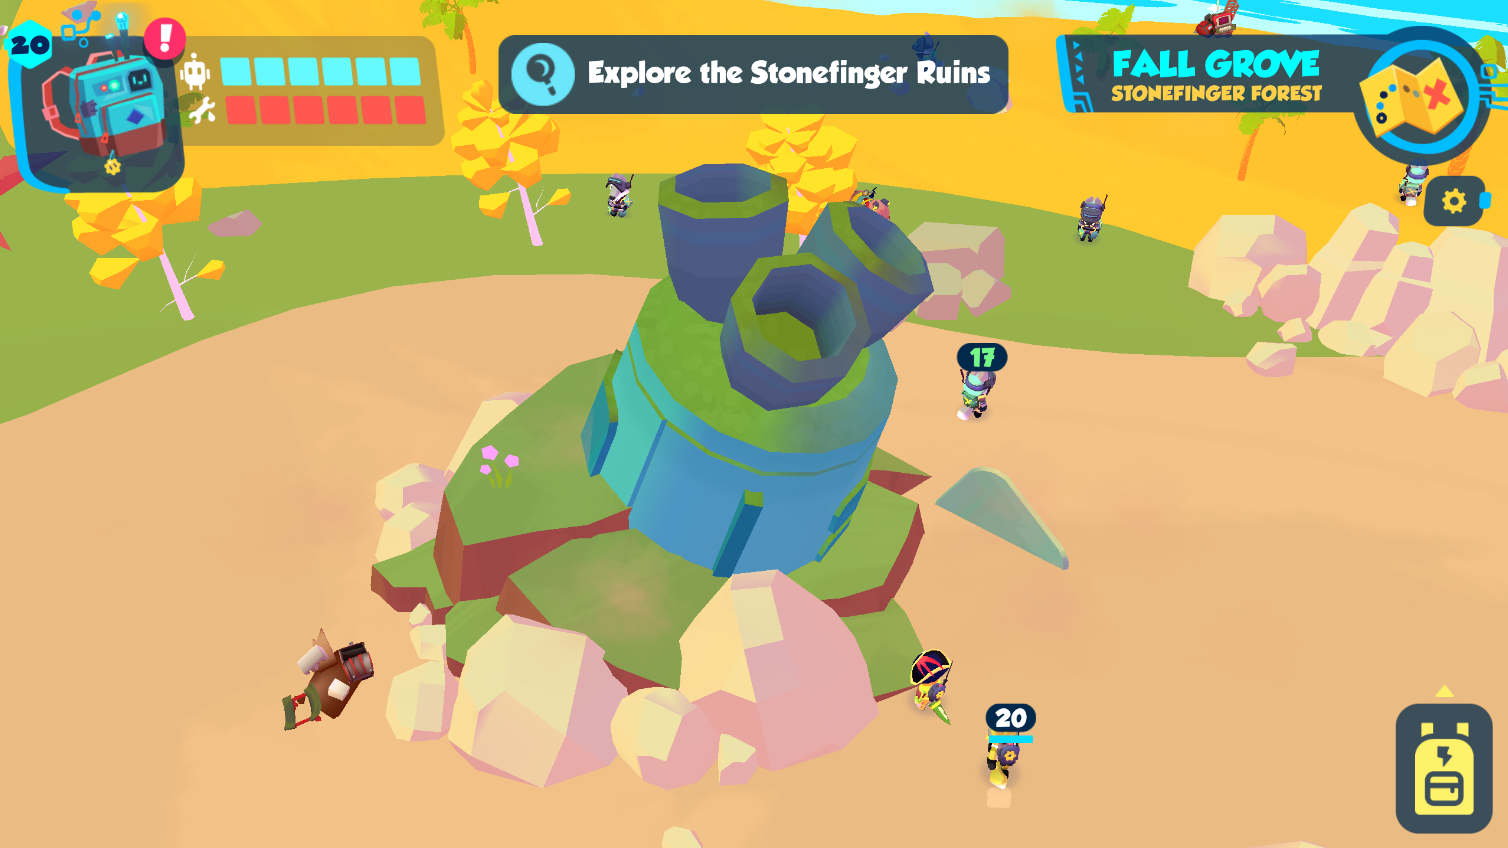 20
!
Explore the Stonefinger Ruins
FALL GROVE
STONEFINGER FOREST
17
20